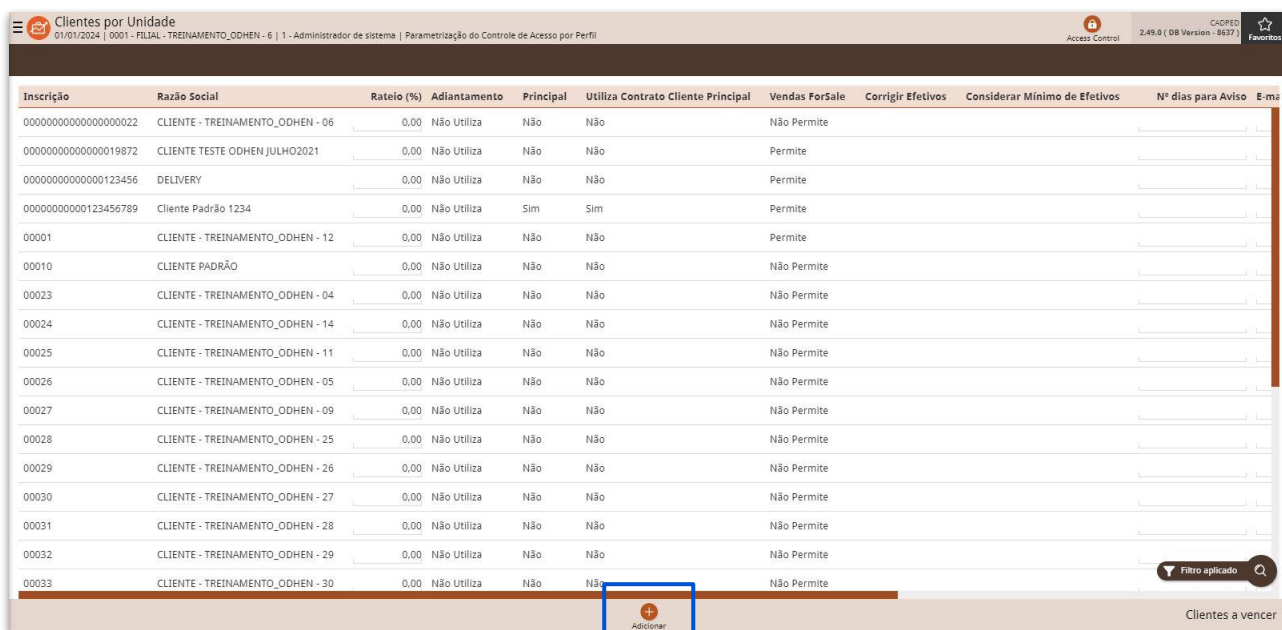 Clientes por Unidade
01/01/2024 | 0001 - FILIAL - TREINAMENTO_ODHEN - 6 | 1 - Administrador de sistema | Parametrização do Controle de Acesso por Perfil
Access Control
CADPED
2.49.0 ( DB Version - 8637 )
Favoritos
Inscrição Razão Social Rateio (%) Adiantamento Principal Utiliza Contrato Cliente Principal Vendas ForSale Corrigir Efetivos Considerar Mínimo de Efetivos Nº dias para Aviso E-ma
00000000000000000022 CLIENTE - TREINAMENTO_ODHEN - 06 0,00 Não Utiliza Não Não Não Permite
00000000000000019872 CLIENTE TESTE ODHEN JULHO2021 0,00 Não Utiliza Não Não Permite
00000000000000123456 DELIVERY 0,00 Não Utiliza Não Não Permite
00000000000123456789 Cliente Padrão 1234 0,00 Não Utiliza Sim Sim Permite
00001 CLIENTE - TREINAMENTO_ODHEN - 12 0,00 Não Utiliza Não Não Permite
00010 CLIENTE PADRÃO 0,00 Não Utiliza Não Não Não Permite
00023 CLIENTE - TREINAMENTO_ODHEN - 04 0,00 Não Utiliza Não Não Não Permite
00024 CLIENTE - TREINAMENTO_ODHEN - 14 0,00 Não Utiliza Não Não Não Permite
00025 CLIENTE - TREINAMENTO_ODHEN - 11 0,00 Não Utiliza Não Não Não Permite
00026 CLIENTE - TREINAMENTO_ODHEN - 05 0,00 Não Utiliza Não Não Não Permite
00027 CLIENTE - TREINAMENTO_ODHEN - 09 0,00 Não Utiliza Não Não Não Permite
00028 CLIENTE - TREINAMENTO_ODHEN - 25 0,00 Não Utiliza Não Não Não Permite
00029 CLIENTE - TREINAMENTO_ODHEN - 26 0,00 Não Utiliza Não Não Não Permite
00030 CLIENTE - TREINAMENTO_ODHEN - 27 0,00 Não Utiliza Não Não Não Permite
00031 CLIENTE - TREINAMENTO_ODHEN - 28 0,00 Não Utiliza Não Não Não Permite
00032 CLIENTE - TREINAMENTO_ODHEN - 29 0,00 Não Utiliza Não Não Não Permite
00033 CLIENTE - TREINAMENTO_ODHEN - 30 0,00 Não Utiliza Não Não Não Permite
Filtro aplicado
Adicionar
Clientes a vencer